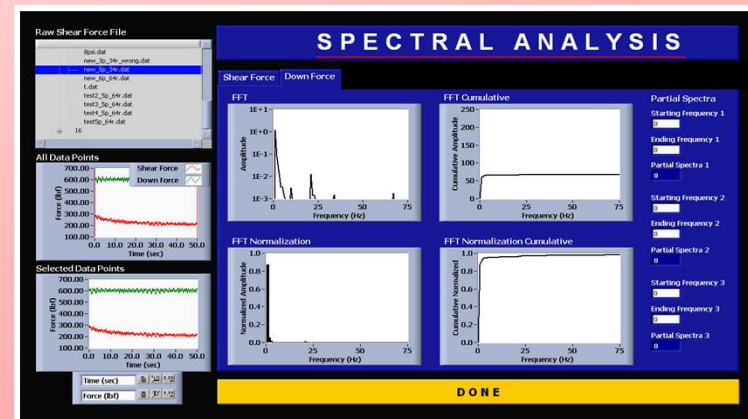 Raw Shear Force File
8psi.dat
new_3p_34r_wrong.dat
new_5p_34r.dat
new_6p_64r.dat
t.dat
test2_5p_64r.dat
test3_5p_64r.dat
test4_5p_64r.dat
test5p_64r.dat
16
SPECTRAL ANALYSIS
Shear Force Down Force
FFT
1E+1
1E+0
1E-1
1E-2
1E-3
Amplitude
0 25 50 75
Frequency (Hz)
FFT Cumulative
250
200
150
100
50
0
Cumulative Amplitude
0 25 50 75
Frequency (Hz)
Partial Spectra
Starting Frequency 1
0
Ending Frequency 1
0
Partial Spectra 1
0
Starting Frequency 2
0
Ending Frequency 2
0
Partial Spectra 2
0
Starting Frequency 3
0
Ending Frequency 3
0
Partial Spectra 3
0
All Data Points
Shear Force
Down Force
700.00
600.00
500.00
400.00
300.00
200.00
100.00
Force (lbf)
0.0 10.0 20.0 30.0 40.0 50.0
Time (sec)
FFT Normalization
1.0
0.8
0.6
0.4
0.2
0.0
Normalized Amplitude
0 25 50 75
Frequency (Hz)
FFT Normalization Cumulative
1.0
0.8
0.6
0.4
0.2
0.0
Cumulative Normalized
0 25 50 75
Frequency (Hz)
Selected Data Points
700.00
600.00
500.00
400.00
300.00
200.00
100.00
Force (lbf)
0.0 10.0 20.0 30.0 40.0 50.0
Time (sec)
Time (sec)
Force (lbf)
DONE